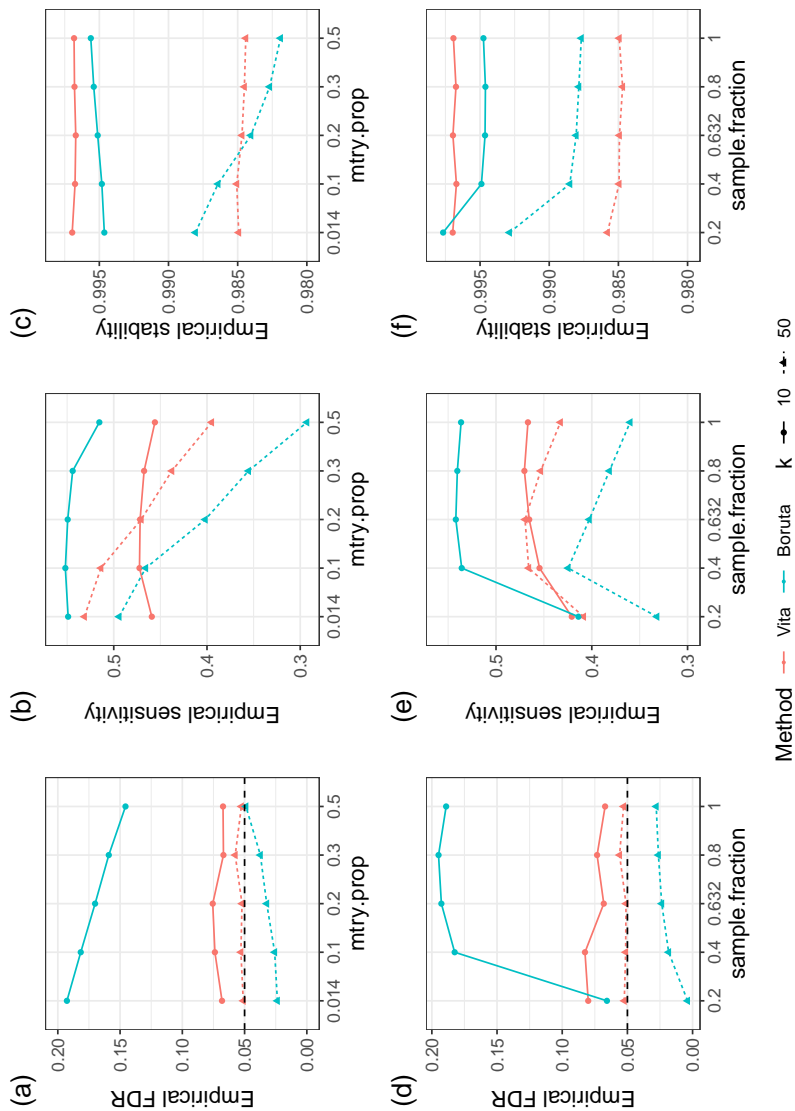 (a)
Empirical FDR
0.20
0.15
0.10
0.05
0.00
0.014 0.1 0.2 0.3 0.5
mtry.prop
(b)
Empirical sensitivity
0.5
0.4
0.3
0.014 0.1 0.2 0.3 0.5
mtry.prop
(c)
Empirical stability
0.995
0.990
0.985
0.980
0.014 0.1 0.2 0.3 0.5
mtry.prop
(d)
Empirical FDR
0.20
0.15
0.10
0.05
0.00
0.2 0.4 0.632 0.8 1
sample.fraction
(e)
Empirical sensitivity
0.5
0.4
0.3
0.2 0.4 0.632 0.8 1
sample.fraction
(f)
Empirical stability
0.995
0.990
0.985
0.980
0.2 0.4 0.632 0.8 1
sample.fraction
Method Vita Boruta k 10 50